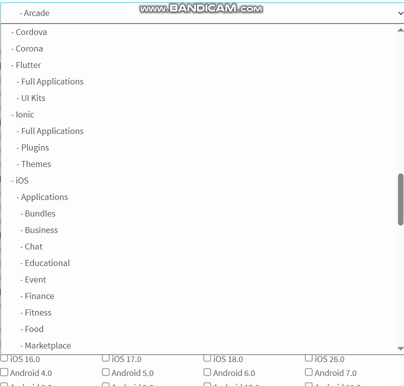 - Arcade
www.BANDICAM.com
- Cordova
- Corona
- Flutter
- Full Applications
- UI Kits
- Ionic
- Full Applications
- Plugins
- Themes
- iOS
- Applications
- Bundles
- Business
- Chat
- Educational
- Event
- Finance
- Fitness
- Food
- Marketplace
iOS 16.0 iOS 17.0 iOS 18.0 iOS 26.0
Android 4.0 Android 5.0 Android 6.0 Android 7.0